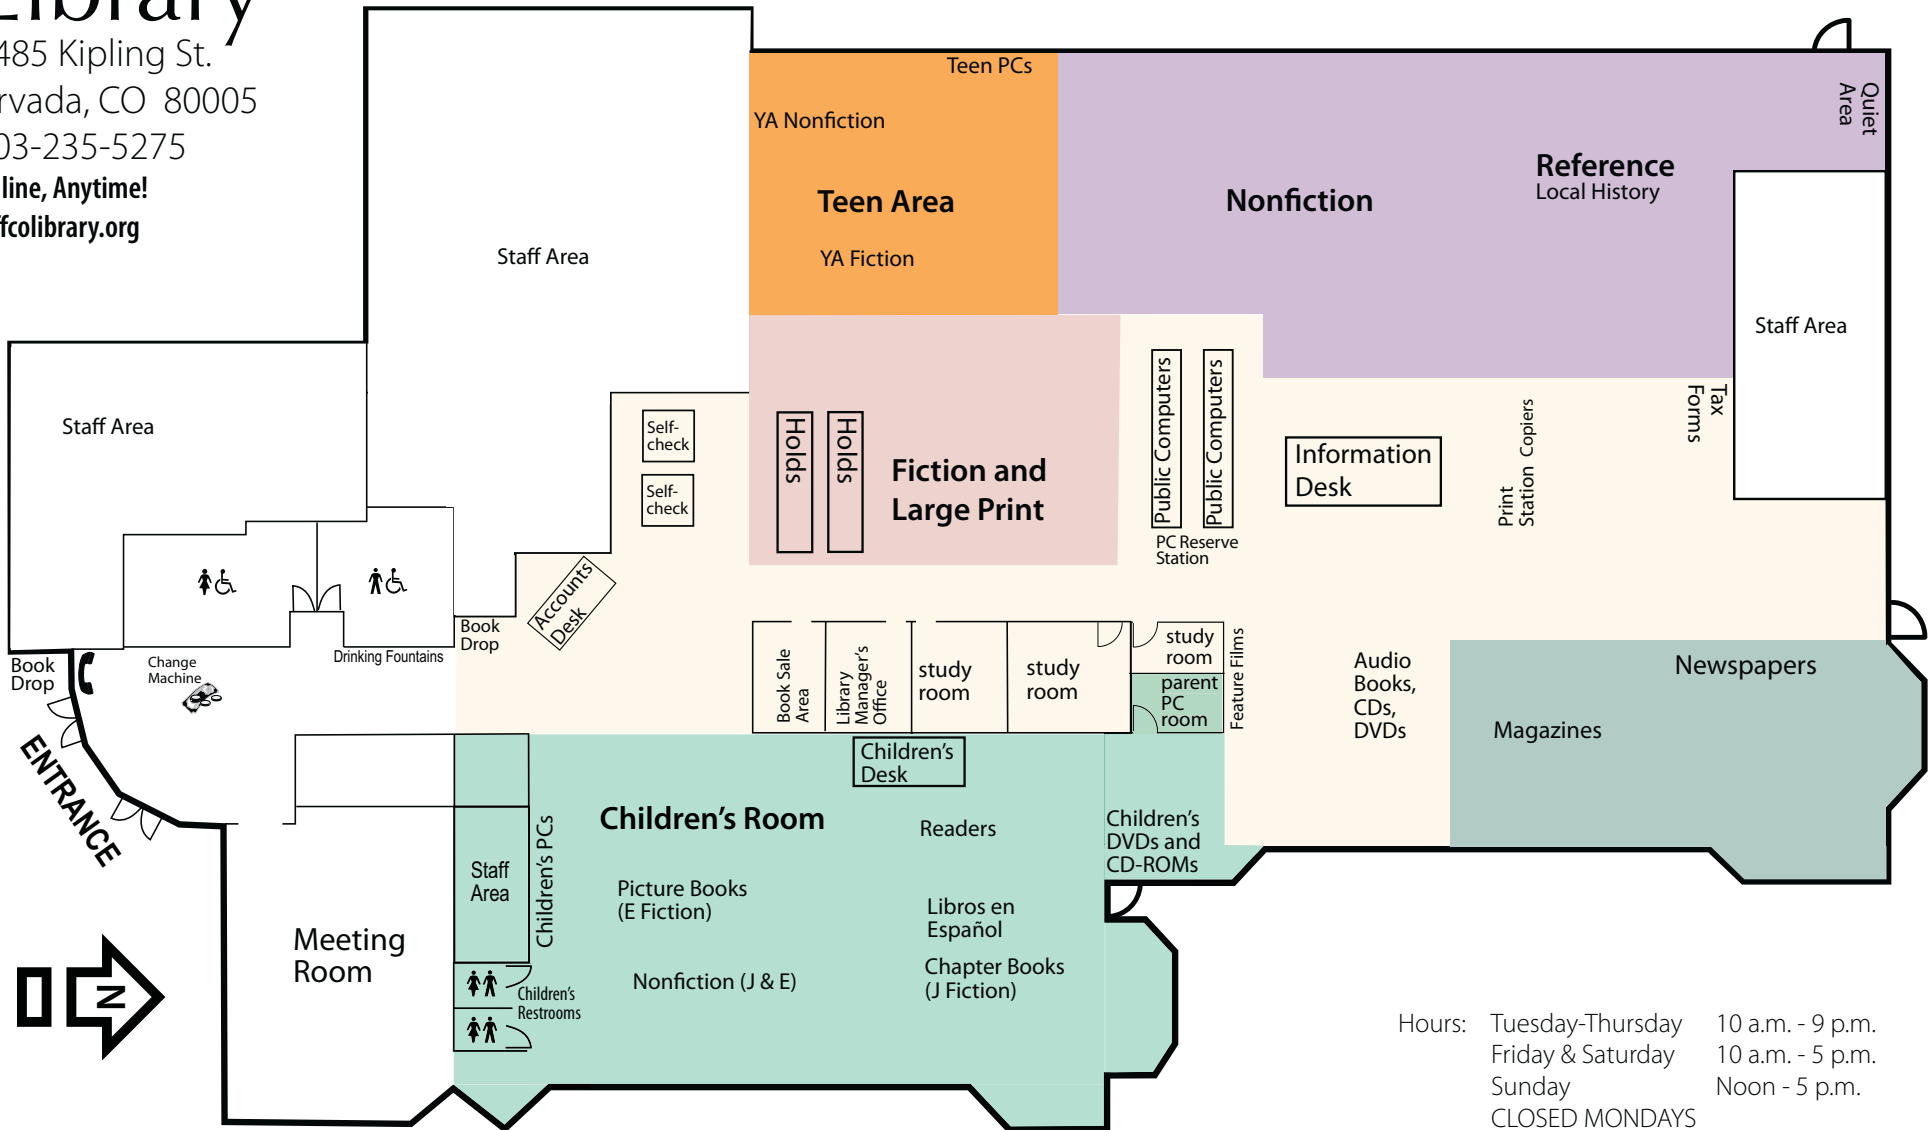 Library
485 Kipling St.
rvada, CO 80005
03-235-5275
line, Anytime!
ffcolibrary.org
Teen PCs
YA Nonfiction
Teen Area
YA Fiction
Nonfiction
Reference
Local History
Quiet
Area
Staff Area
Staff Area
Staff Area
Tax
Forms
Self-
check
Self-
check
Holds
Holds
Fiction and
Large Print
Public Computers
Public Computers
PC Reserve
Station
Information
Desk
Print
Station Copiers
Accounts
Desk
Book
Drop
Drinking Fountains
Change
Machine
Book
Drop
ENTRANCE
Book Sale
Area
Library
Manager's
Office
study
room
study
room
study
room
parent
PC
room
Feature Films
Audio
Books,
CDs,
DVDs
Newspapers
Magazines
Children's
Desk
Children's Room
Readers
Children's
DVDs and
CD-ROMs
Children's PCs
Staff
Area
Picture Books
(E Fiction)
Libros en
Español
Nonfiction (J & E)
Chapter Books
(J Fiction)
Children's
Restrooms
Meeting
Room
N
Hours: Tuesday-Thursday 10 a.m. - 9 p.m.
Friday & Saturday 10 a.m. - 5 p.m.
Sunday Noon - 5 p.m.
CLOSED MONDAYS